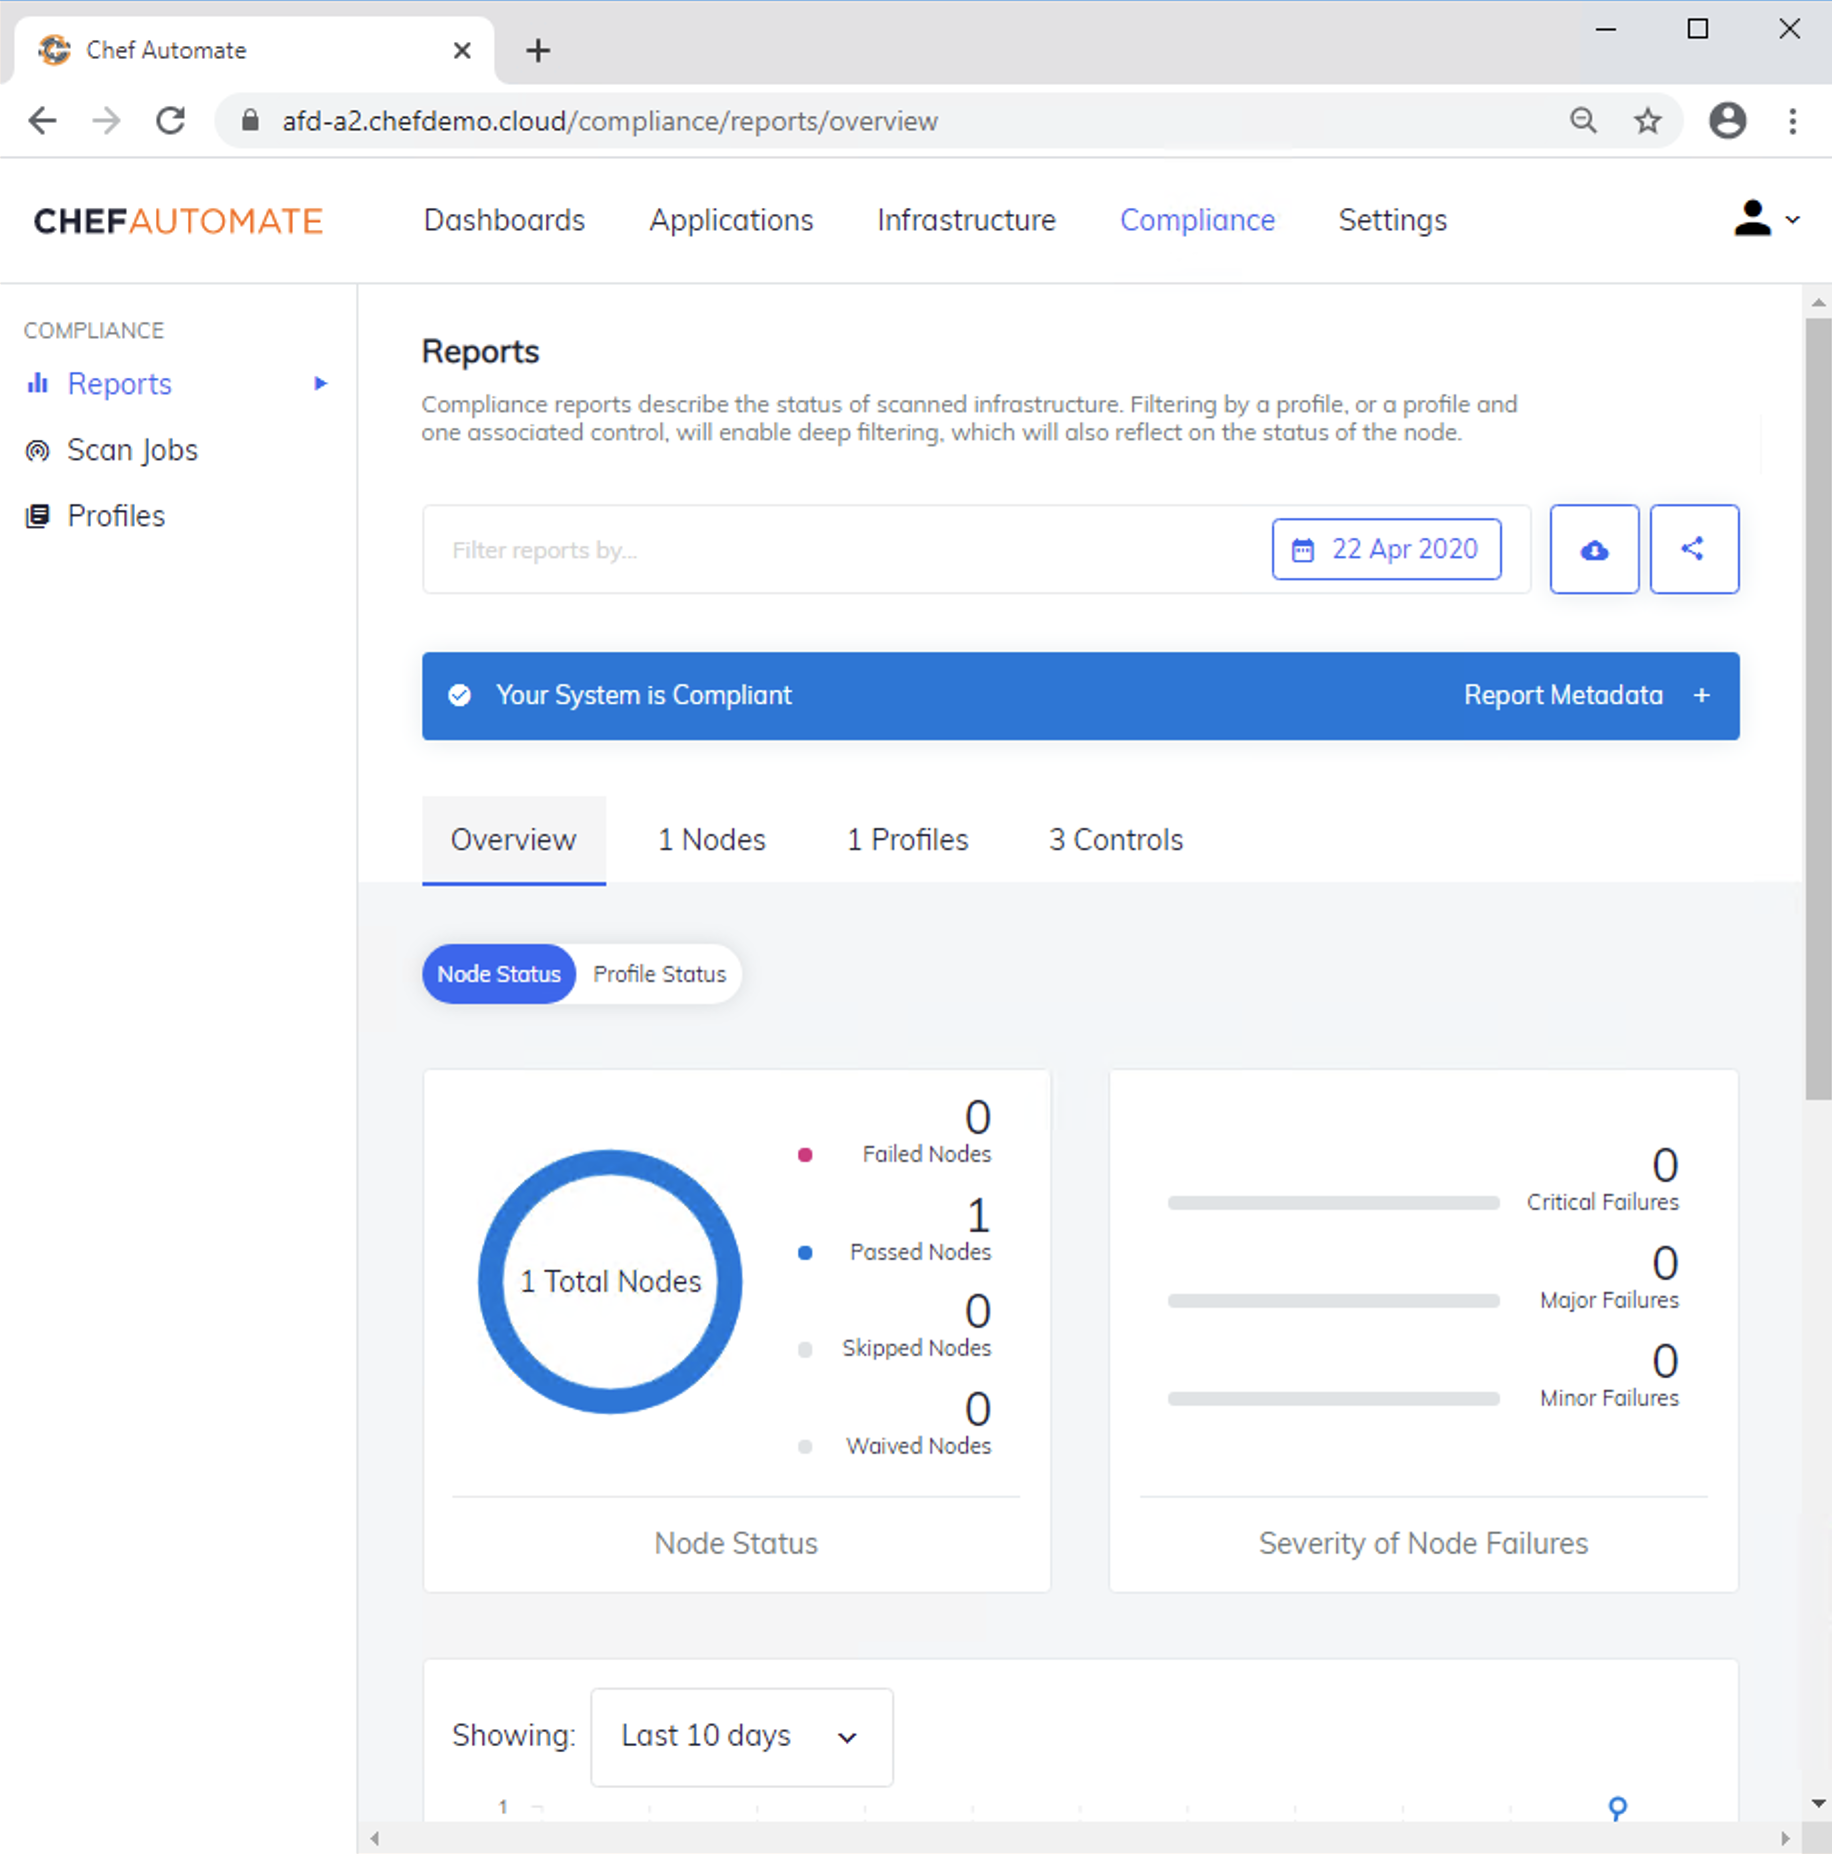 Chef Automate
afd-a2.chefdemo.cloud/compliance/reports/overview
CHEFAUTOMATE
Dashboards
Applications
Infrastructure
Compliance
Settings
COMPLIANCE
Reports
Scan Jobs
Profiles
Reports
Compliance reports describe the status of scanned infrastructure. Filtering by a profile, or a profile and
one associated control, will enable deep filtering, which will also reflect on the status of the node.
Filter reports by...
22 Apr 2020
Your System is Compliant
Report Metadata +
Overview
1 Nodes
1 Profiles
3 Controls
Node Status
Profile Status
1 Total Nodes
0
Failed Nodes
1
Passed Nodes
0
Skipped Nodes
0
Waived Nodes
Node Status
0
Critical Failures
0
Major Failures
0
Minor Failures
Severity of Node Failures
Showing:
Last 10 days
1